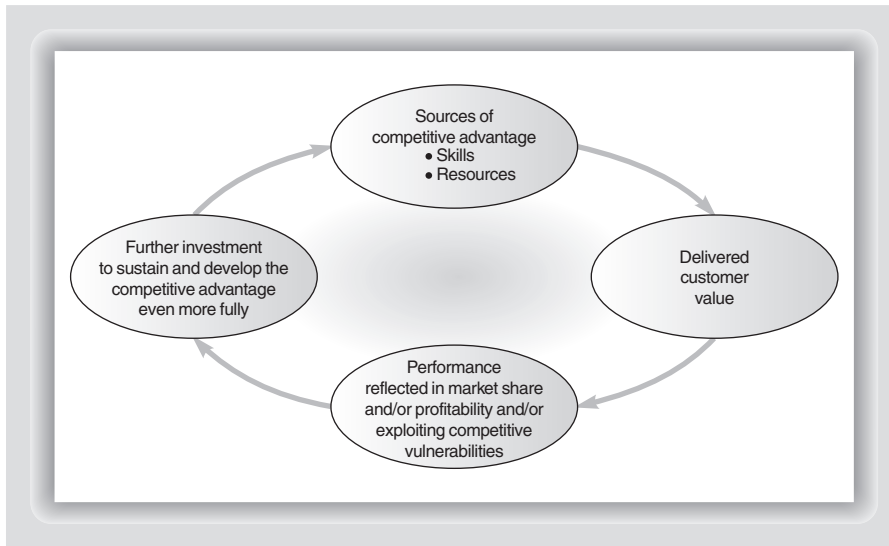 Sources of
competitive advantage
• Skills
• Resources
Delivered
customer
value
Performance
reflected in market share
and/or profitability and/or
exploiting competitive
vulnerabilities
Further investment
to sustain and develop the
competitive advantage
even more fully